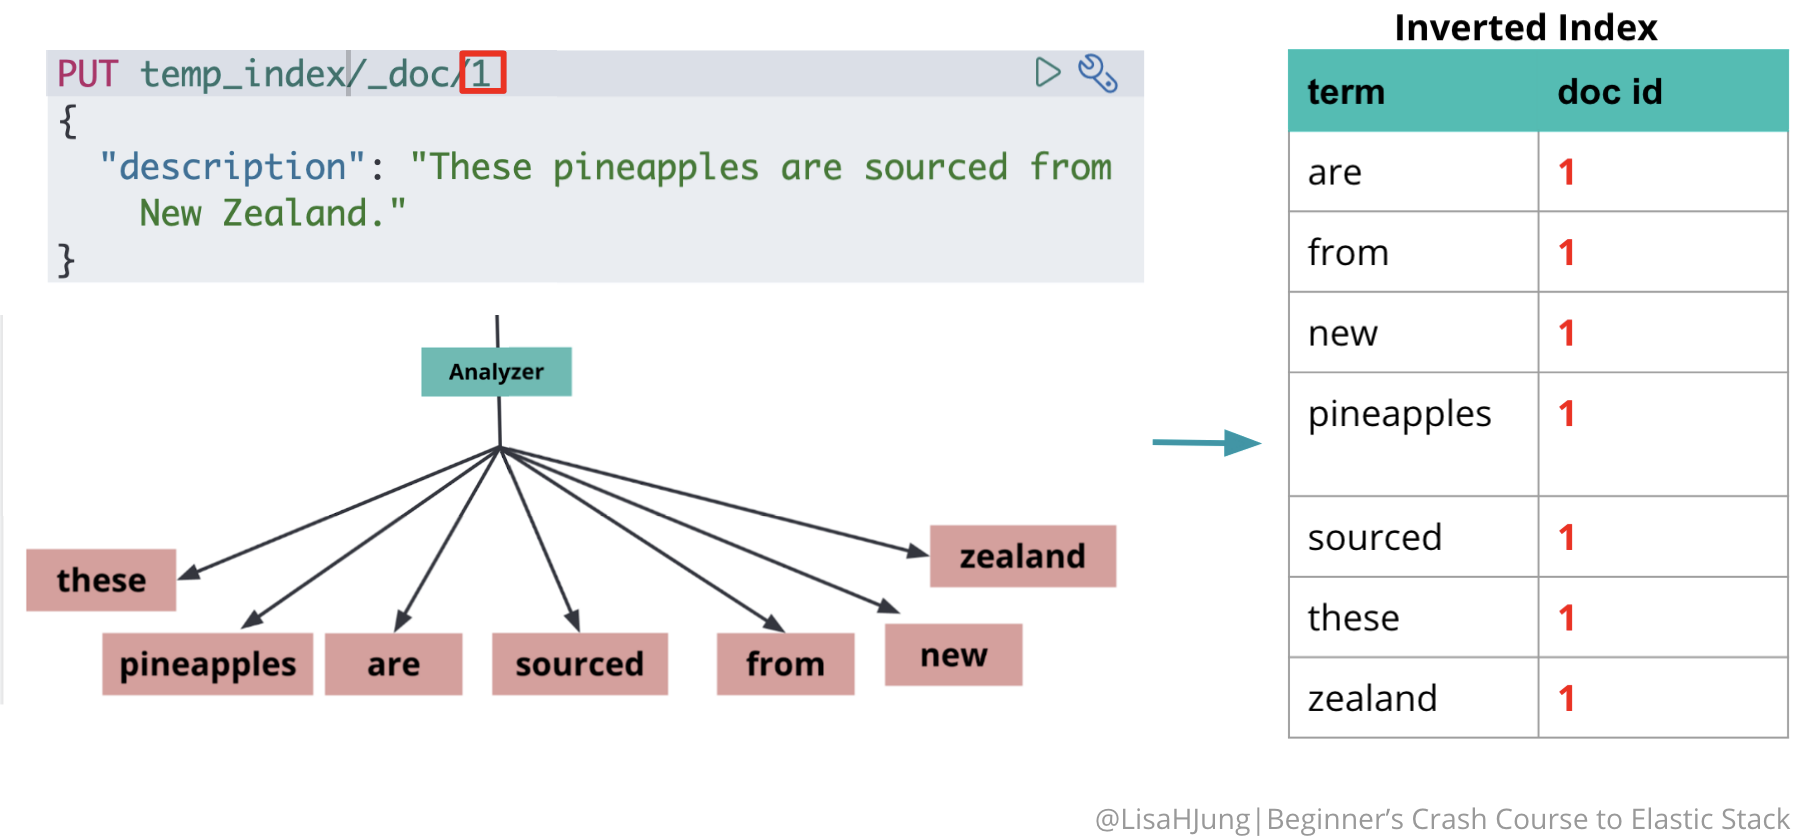 Inverted Index
PUT temp_index/_doc/1
{
"description": "These pineapples are sourced from
New Zealand."
}
Analyzer
these
pineapples
are
sourced
from
new
zealand
term doc id
are 1
from 1
new 1
pineapples 1
sourced 1
these 1
zealand 1
@LisaHJung|Beginner’s Crash Course to Elastic Stack